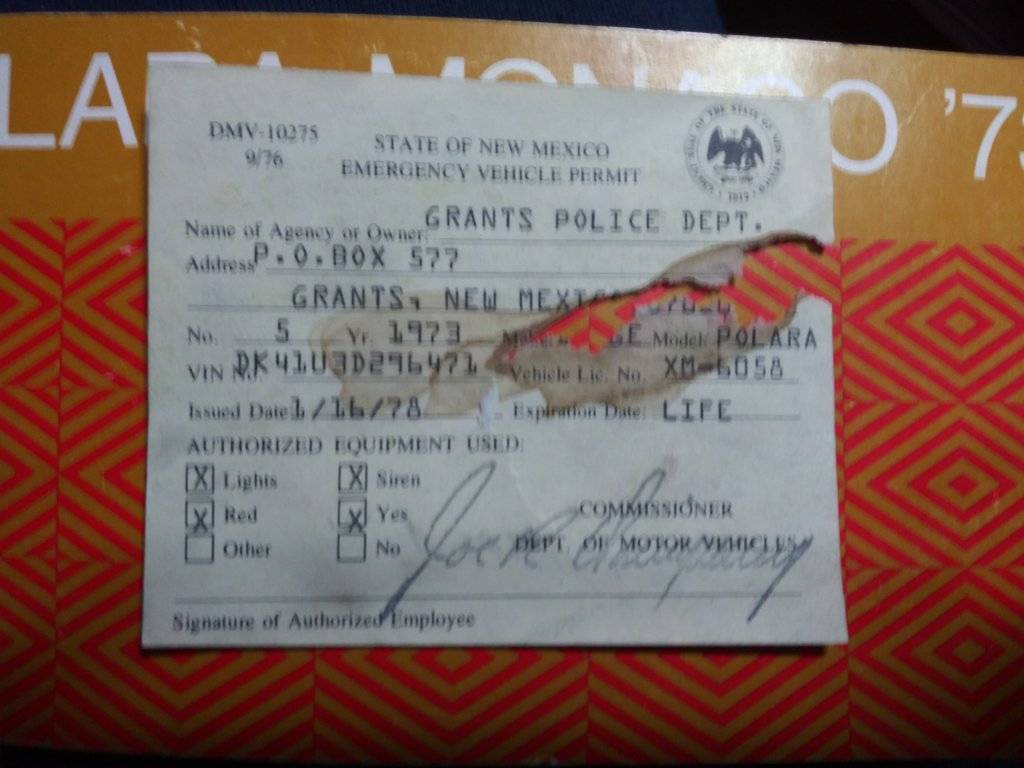 LARA MONACO '73
DMV-10275
9/76
STATE OF NEW MEXICO
EMERGENCY VEHICLE PERMIT
Name of Agency or Owner: GRANTS POLICE DEPT.
Address P.O.BOX 577
GRANTS, NEW
No. 5 Yr. 1973 Model: POLARA
VIN No. DK41U3D296471 Vehicle Lic. No. XM-6058
Issued Date 1/16/78 Expiration Date: LIFE
AUTHORIZED EQUIPMENT USED:
X Lights X Siren
X Red X Yes
Other No
COMMISSIONER
DEPT. OF MOTOR VEHICLES
Signature of Authorized Employee